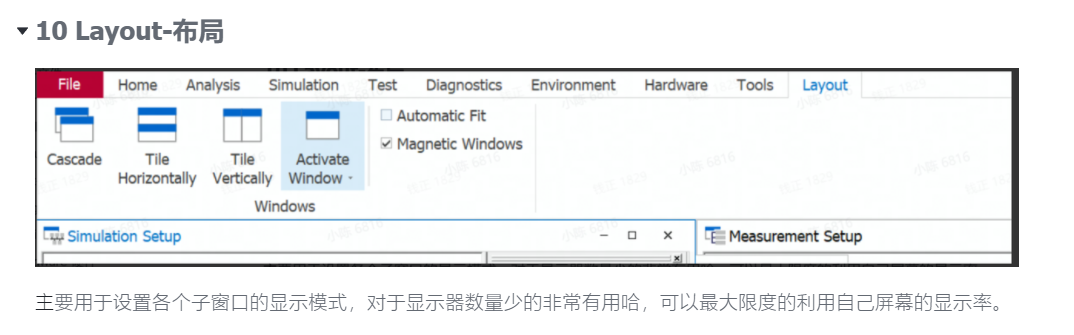 10 Layout-布局
File Home Analysis Simulation Test Diagnostics Environment Hardware Tools Layout
Cascade
Tile Horizontally
Tile Vertically
Activate Window
Automatic Fit
Magnetic Windows
Windows
Simulation Setup
Measurement Setup
主要用于设置各个子窗口的显示模式，对于显示器数量少的非常有用哈，可以最大限度的利用自己屏幕的显示率。